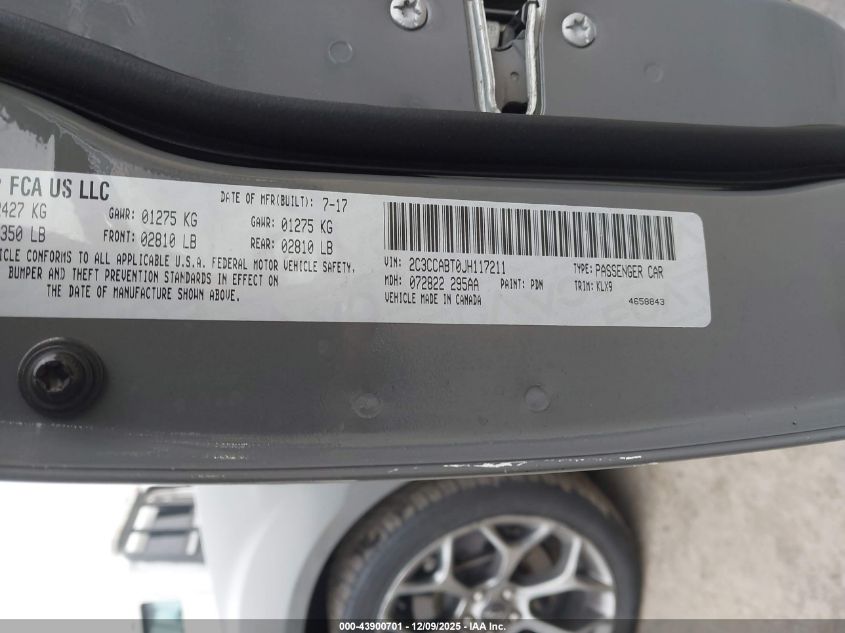 FCA US LLC
DATE OF MFR(BUILT): 7-17
427 KG GAWR: 01275 KG GAWR: 01275 KG
350 LB FRONT: 02810 LB REAR: 02810 LB
CONFORMS TO ALL APPLICABLE U.S.A. FEDERAL MOTOR VEHICLE SAFETY,
BUMPER AND THEFT PREVENTION STANDARDS IN EFFECT ON
THE DATE OF MANUFACTURE SHOWN ABOVE.
VIN: 2C3CCABT0JH117211 TYPE: PASSENGER CAR
MDH: 072822 295AA PAINT: PDN TRIM: KLX9
VEHICLE MADE IN CANADA 4658843
000-43900701 - 12/09/2025 - IAA Inc.